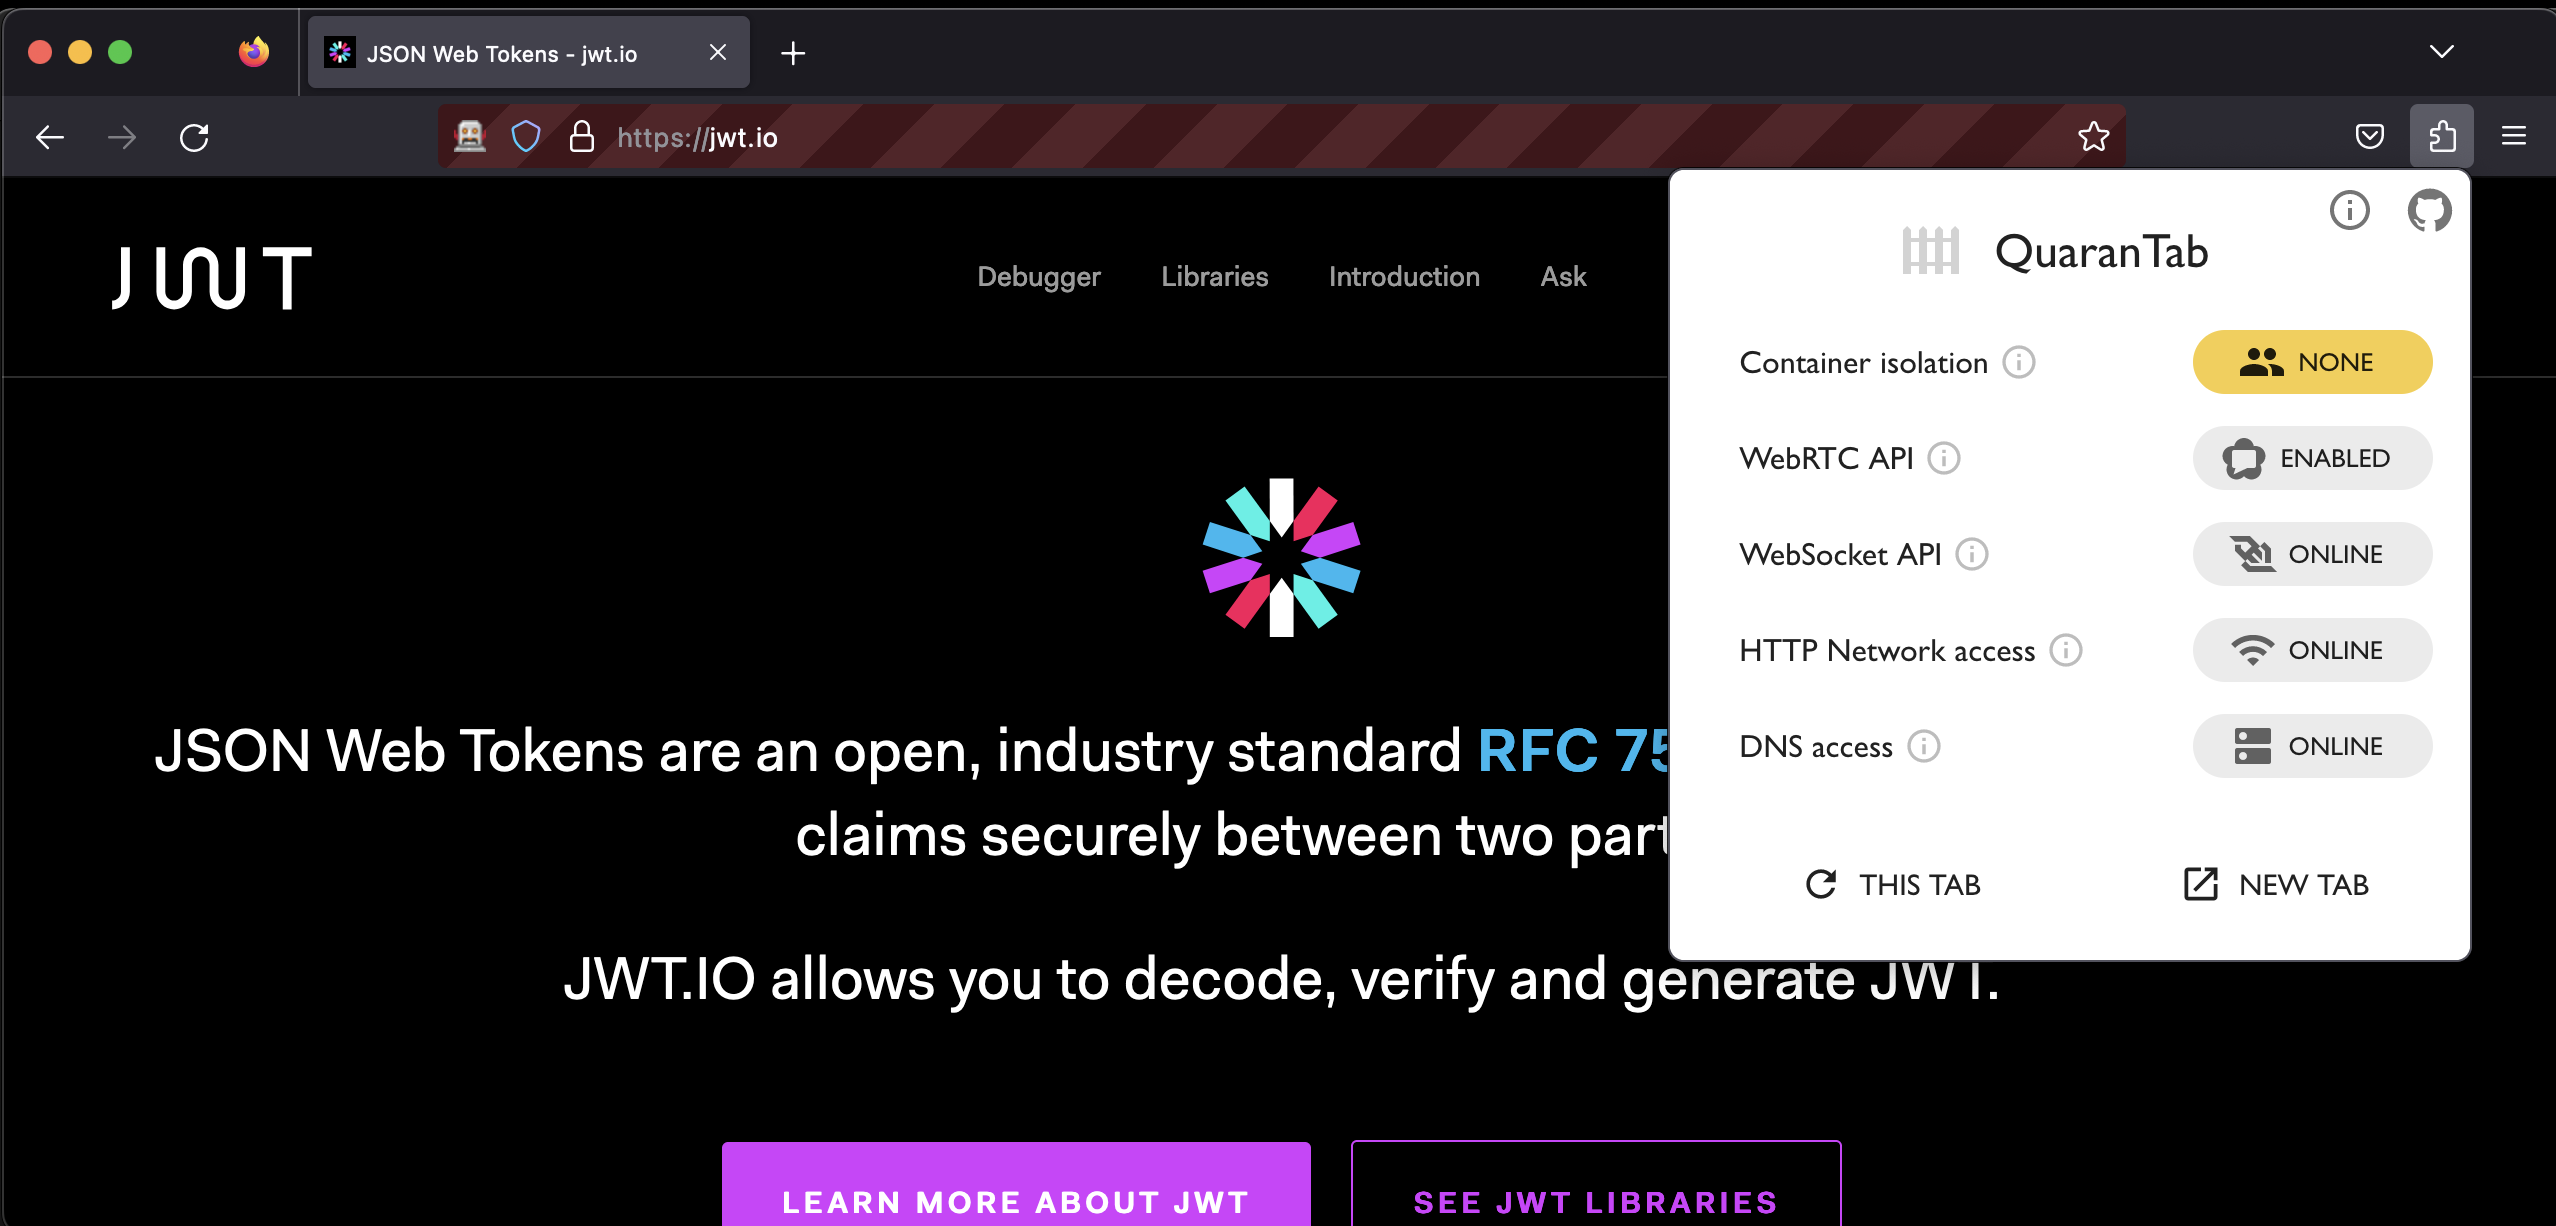 JSON Web Tokens - jwt.io
https://jwt.io
JWT
Debugger
Libraries
Introduction
Ask
QuaranTab
Container isolation
NONE
WebRTC API
ENABLED
WebSocket API
ONLINE
HTTP Network access
ONLINE
DNS access
ONLINE
THIS TAB
NEW TAB
JSON Web Tokens are an open, industry standard RFC 75
claims securely between two part
JWT.IO allows you to decode, verify and generate JWT.
LEARN MORE ABOUT JWT
SEE JWT LIBRARIES